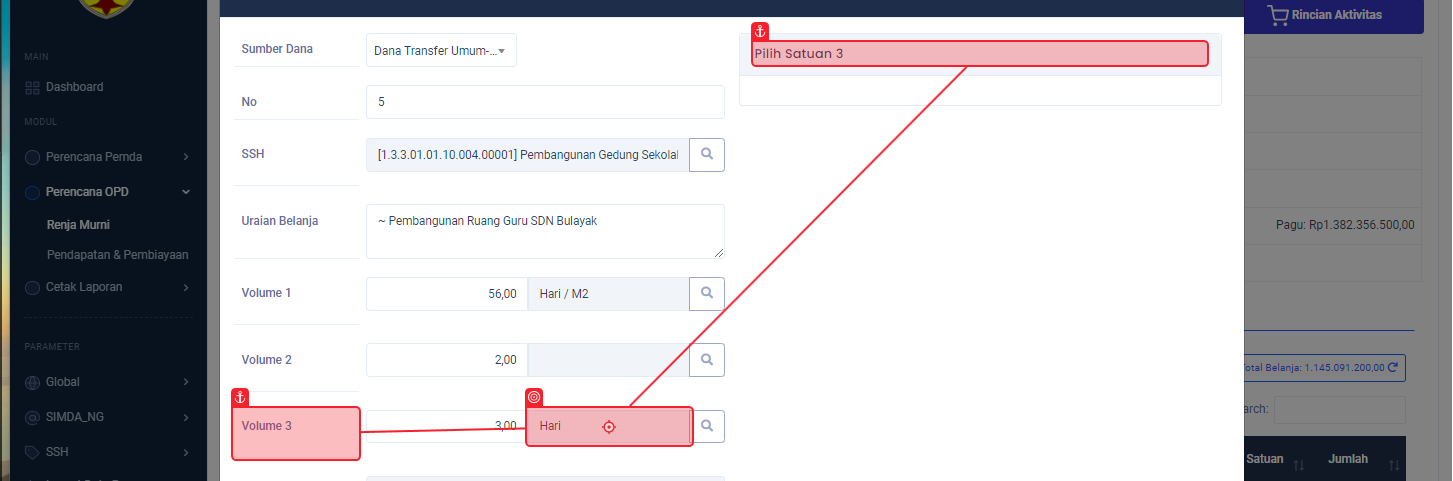 MAIN
Dashboard
MODUL
Perencana Pemda
Perencana OPD
Renja Murni
Pendapatan & Pembiayaan
Cetak Laporan
PARAMETER
Global
SIMDA_NG
SSH
Sumber Dana
Dana Transfer Umum-...
No
5
SSH
[1.3.3.01.01.10.004.00001] Pembangunan Gedung Sekolal
Uraian Belanja
~ Pembangunan Ruang Guru SDN Bulayak
Volume 1
56,00
Hari / M2
Volume 2
2,00
Volume 3
3,00
Hari
Pilih Satuan 3
Rincian Aktivitas
Pagu: Rp1.382.356.500,00
otal Belanja: 1.145.091.200,00
arch:
Satuan
Jumlah